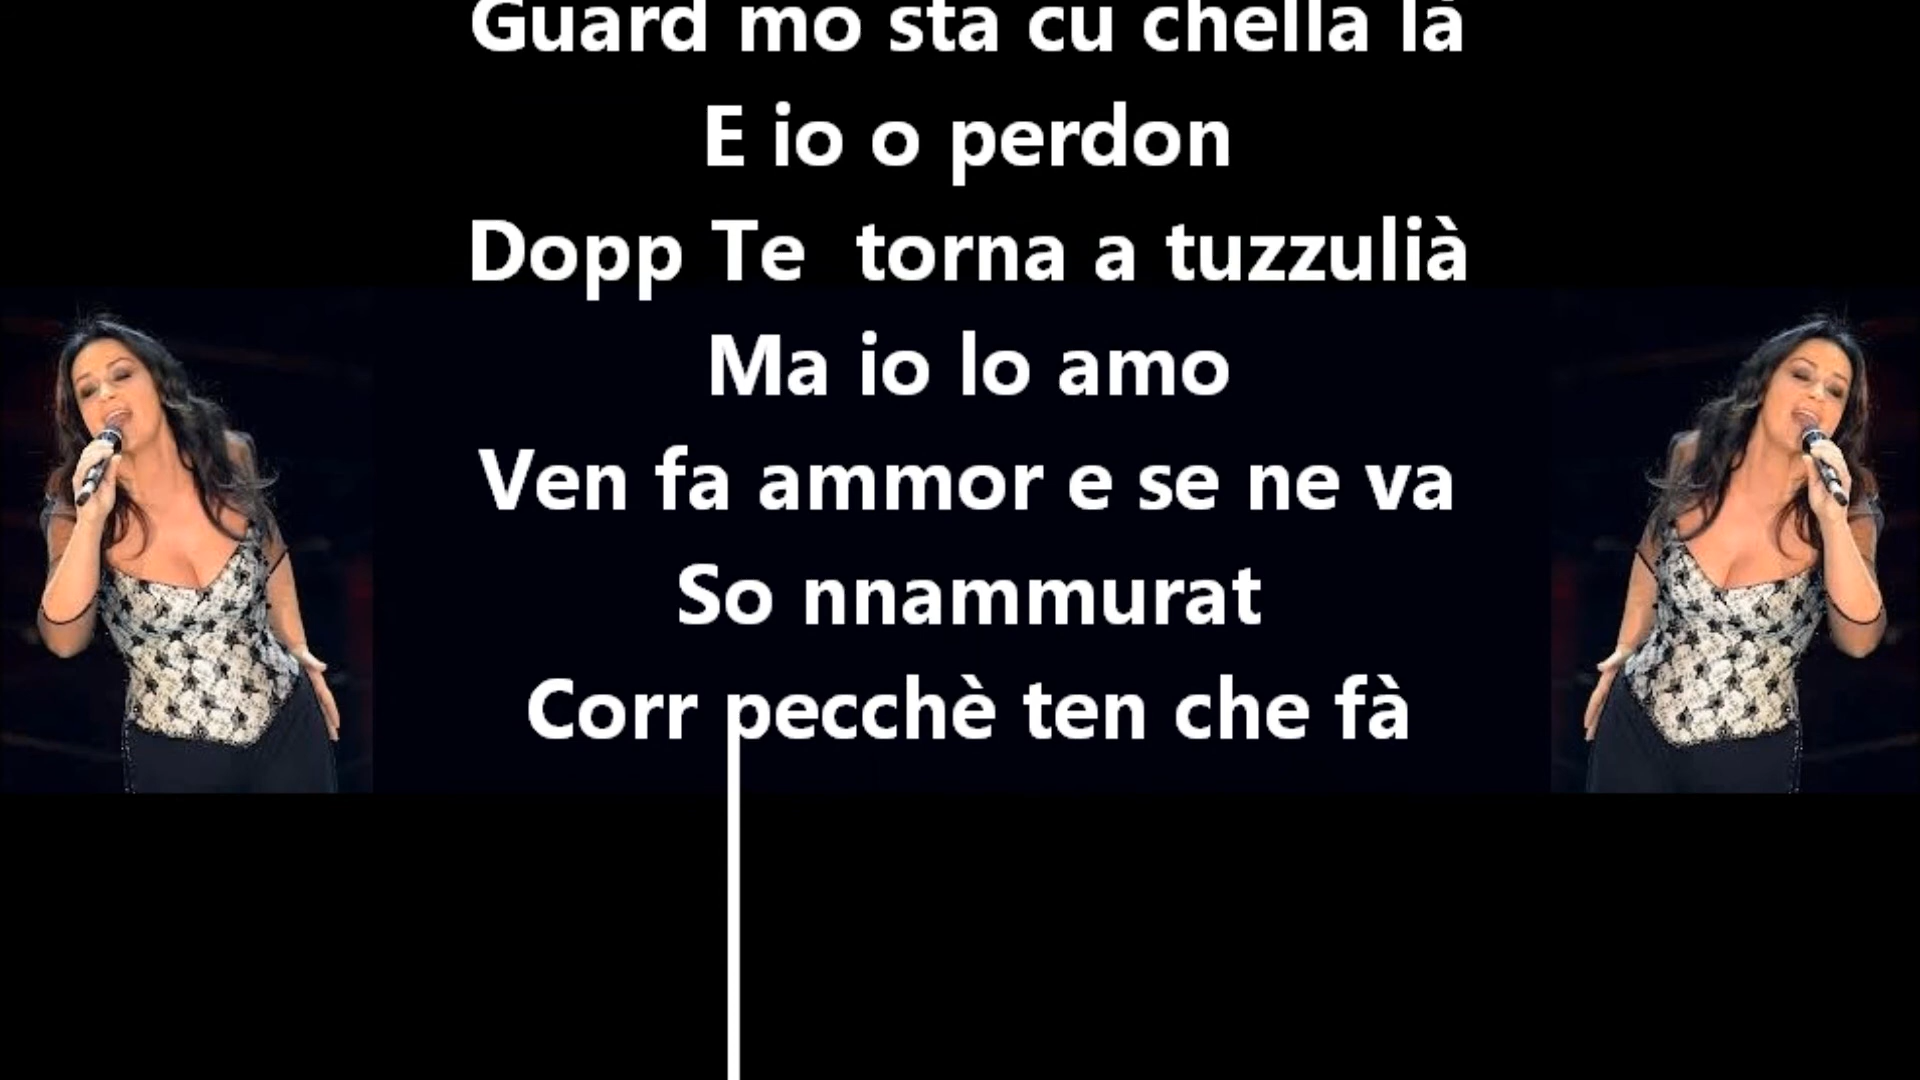 Guard mo sta cu chella là
E io o perdon
Dopp Te  torna a tuzzulià
Ma io lo amo
Ven fa ammor e se ne va
So nnammurat
Corr pecchè ten che fà